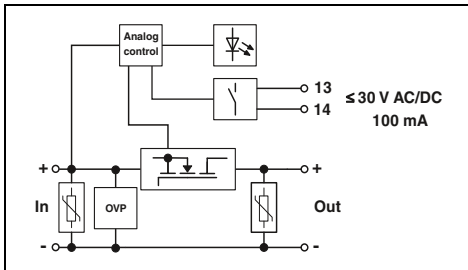 Analog
control
13
14
≤ 30 V AC/DC
100 mA
+
+
In
OVP
Out
-
-